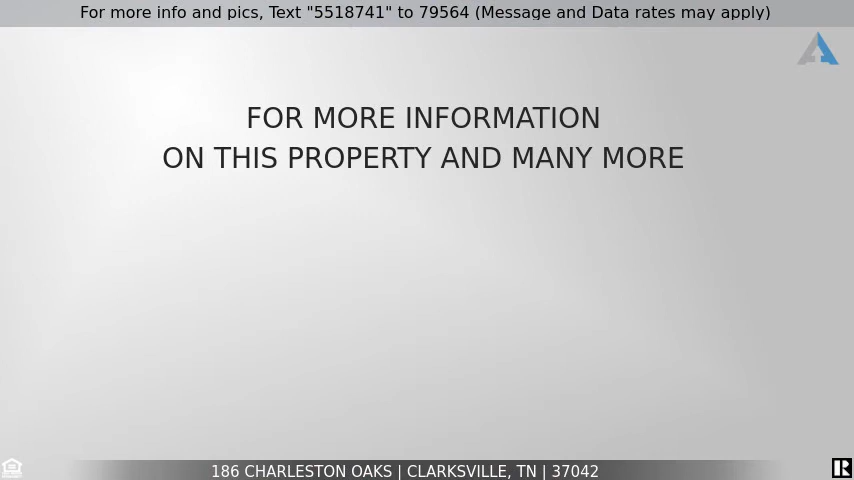 For more info and pics, Text "5518741" to 79564 (Message and Data rates may apply)
FOR MORE INFORMATION
ON THIS PROPERTY AND MANY MORE
186 CHARLESTON OAKS | CLARKSVILLE, TN | 37042